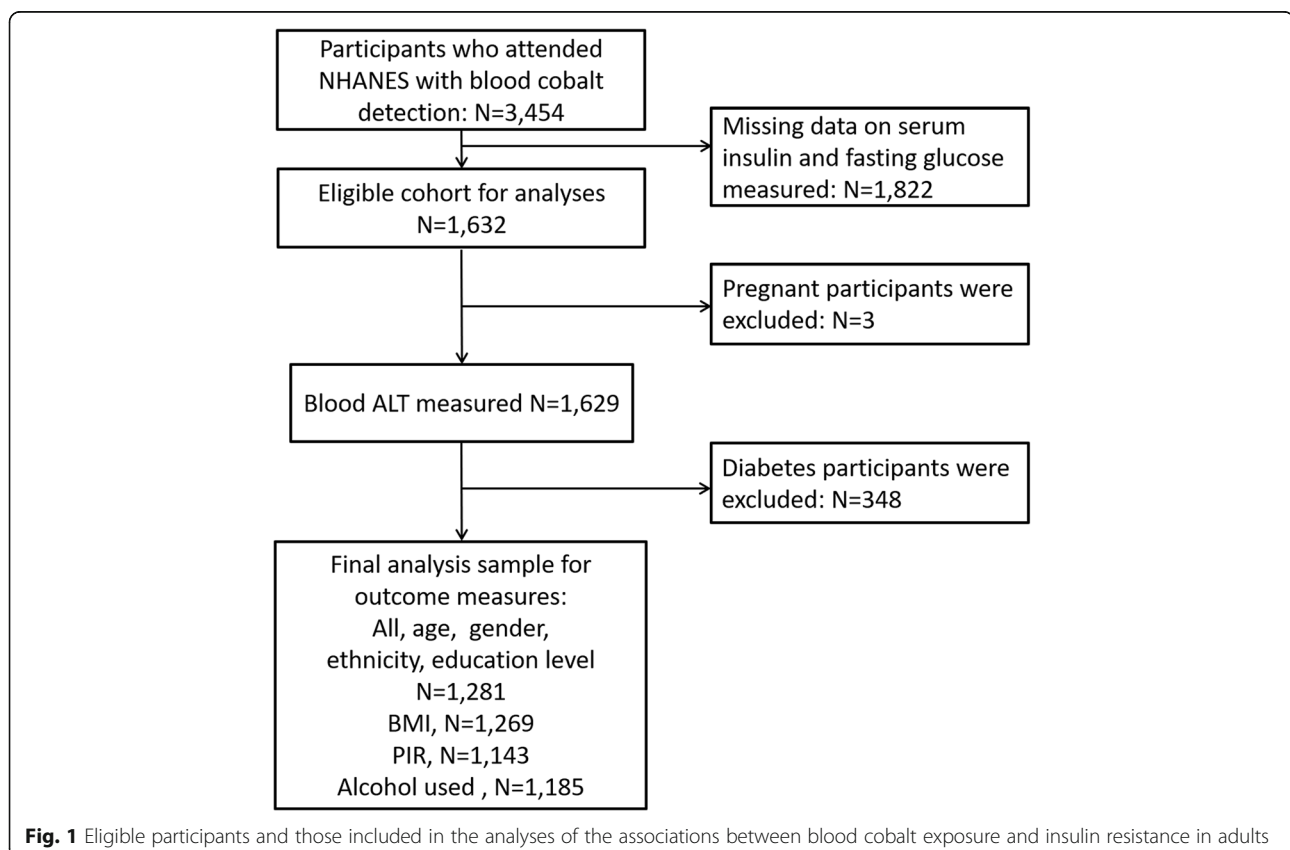 Participants who attended
NHANES with blood cobalt
detection: N=3,454
Missing data on serum
insulin and fasting glucose
measured: N=1,822
Eligible cohort for analyses
N=1,632
Pregnant participants were
excluded: N=3
Blood ALT measured N=1,629
Diabetes participants were
excluded: N=348
Final analysis sample for
outcome measures:
All, age, gender,
ethnicity, education level
N=1,281
BMI, N=1,269
PIR, N=1,143
Alcohol used , N=1,185
Fig. 1 Eligible participants and those included in the analyses of the associations between blood cobalt exposure and insulin resistance in adults